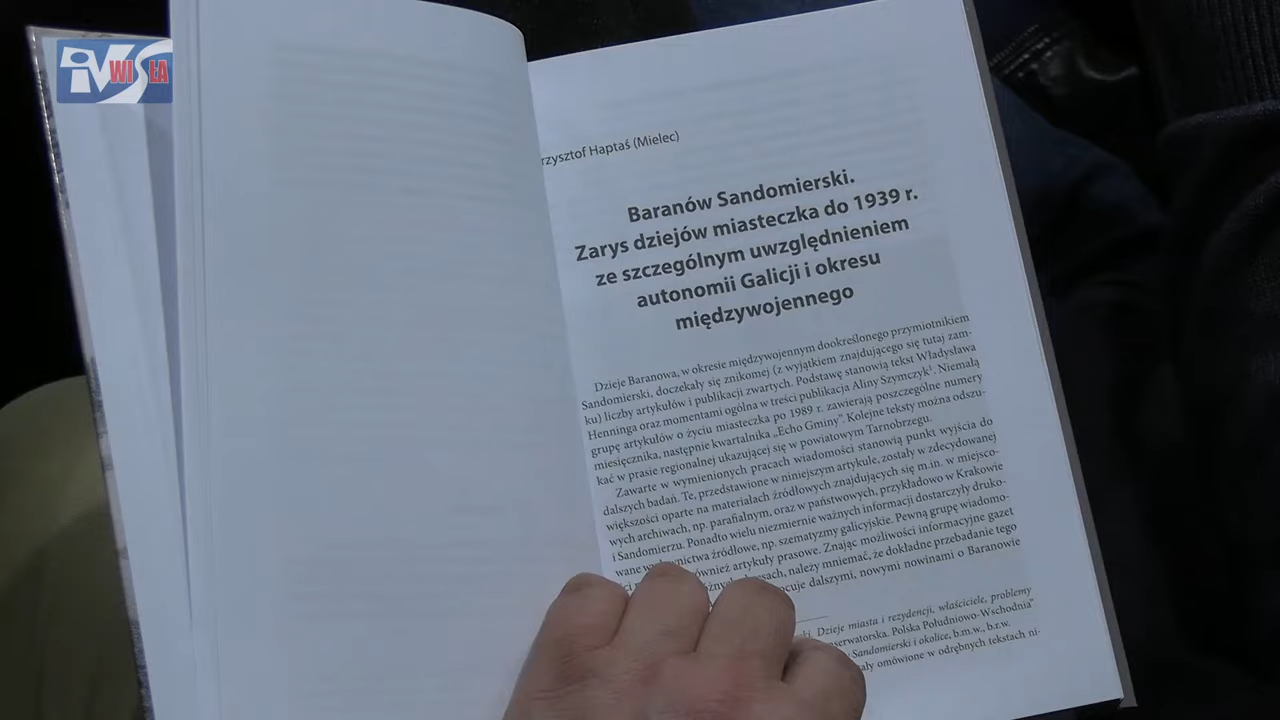 iVS WISŁA
rzysztof Haptaś (Mielec)
Baranów Sandomierski.
Zarys dziejów miasteczka do 1939 r.
ze szczególnym uwzględnieniem
autonomii Galicji i okresu
międzywojennego
Dzieje Baranowa, w okresie międzywojennym dookreślonego przymiotnikiem
Sandomierski, doczekały się znikomej (z wyjątkiem znajdującego się tutaj zam-
ku) liczby artykułów i publikacji zwartych. Podstawę stanowią tekst Władysława
Henninga oraz momentami ogólna w treści publikacja Aliny Szymczyk¹. Niemałą
grupę artykułów o życiu miasteczka po 1989 r. zawierają poszczególne numery
miesięcznika, następnie kwartalnika „Echo Gminy”. Kolejne teksty można odszu-
kać w prasie regionalnej ukazującej się w powiatowym Tarnobrzegu.
Zawarte w wymienionych pracach wiadomości stanowią punkt wyjścia do
dalszych badań. Te, przedstawione w niniejszym artykule, zostały w zdecydowanej
większości oparte na materiałach źródłowych znajdujących się m.in. w miejsco-
wych archiwach, np. parafialnym, oraz w państwowych, przykładowo w Krakowie
i Sandomierzu. Ponadto wielu niezmiernie ważnych informacji dostarczyły druko-
wane wydawnictwa źródłowe, np. szematyzmy galicyjskie. Pewną grupę wiadomo-
ści również artykuły prasowe. Znając możliwości informacyjne gazet
należy mniemać, że dokładne przebadanie tego
dalszymi, nowymi nowinami o Baranowie
Dzieje miasta i rezydencji, właściciele, problemy
Polska Południowo-Wschodnia”
Sandomierski i okolice, b.m.w., b.r.w.
omówione w odrębnych tekstach ni-